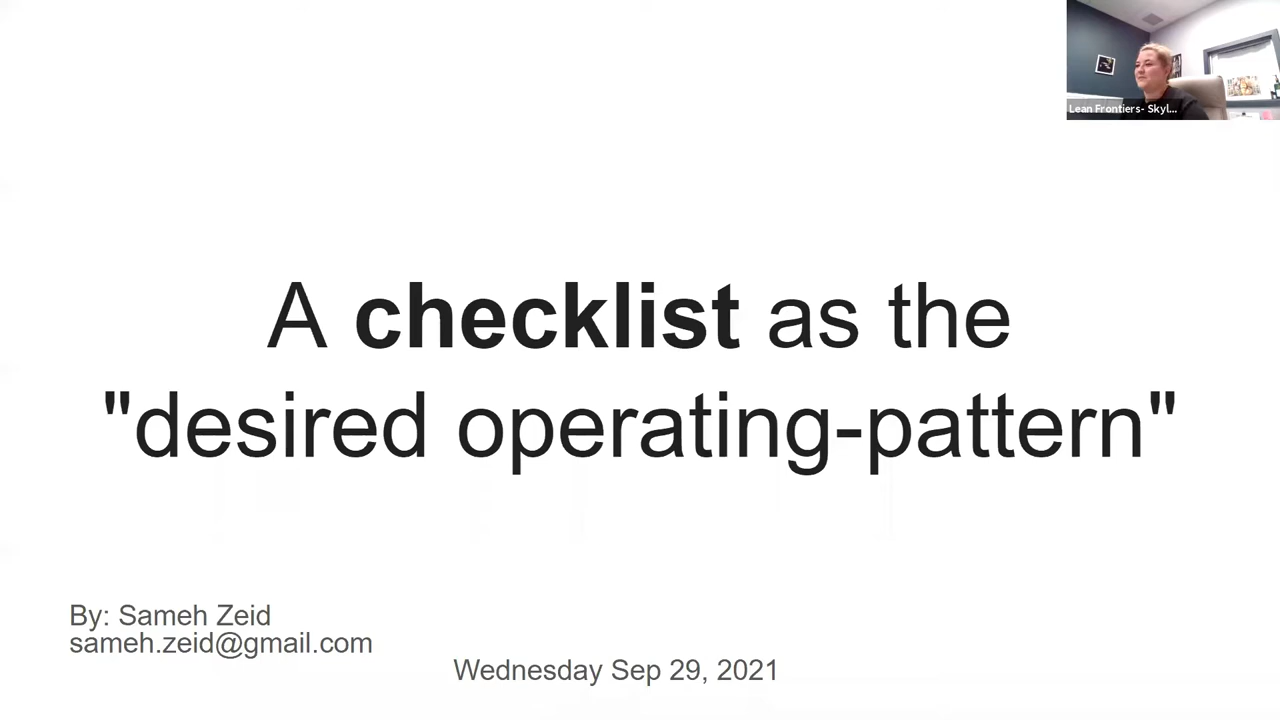 Lean Frontiers- Skyl...
A checklist as the
"desired operating-pattern"
By: Sameh Zeid
sameh.zeid@gmail.com
Wednesday Sep 29, 2021